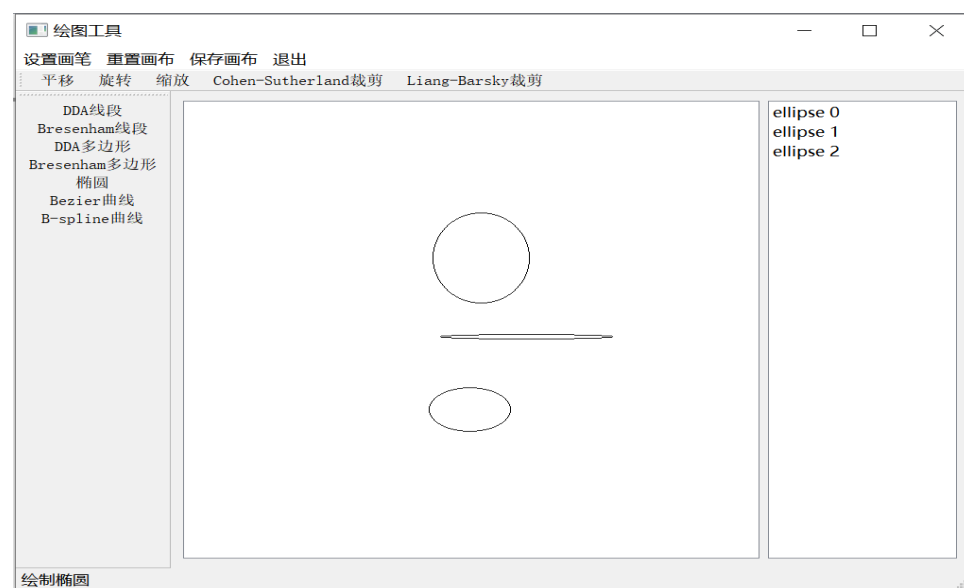 绘图工具
设置画笔 重置画布 保存画布 退出
平移 旋转 缩放 Cohen-Sutherland裁剪 Liang-Barsky裁剪
DDA线段
Bresenham线段
DDA多边形
Bresenham多边形
椭圆
Bezier曲线
B-spline曲线
ellipse 0
ellipse 1
ellipse 2
绘制椭圆